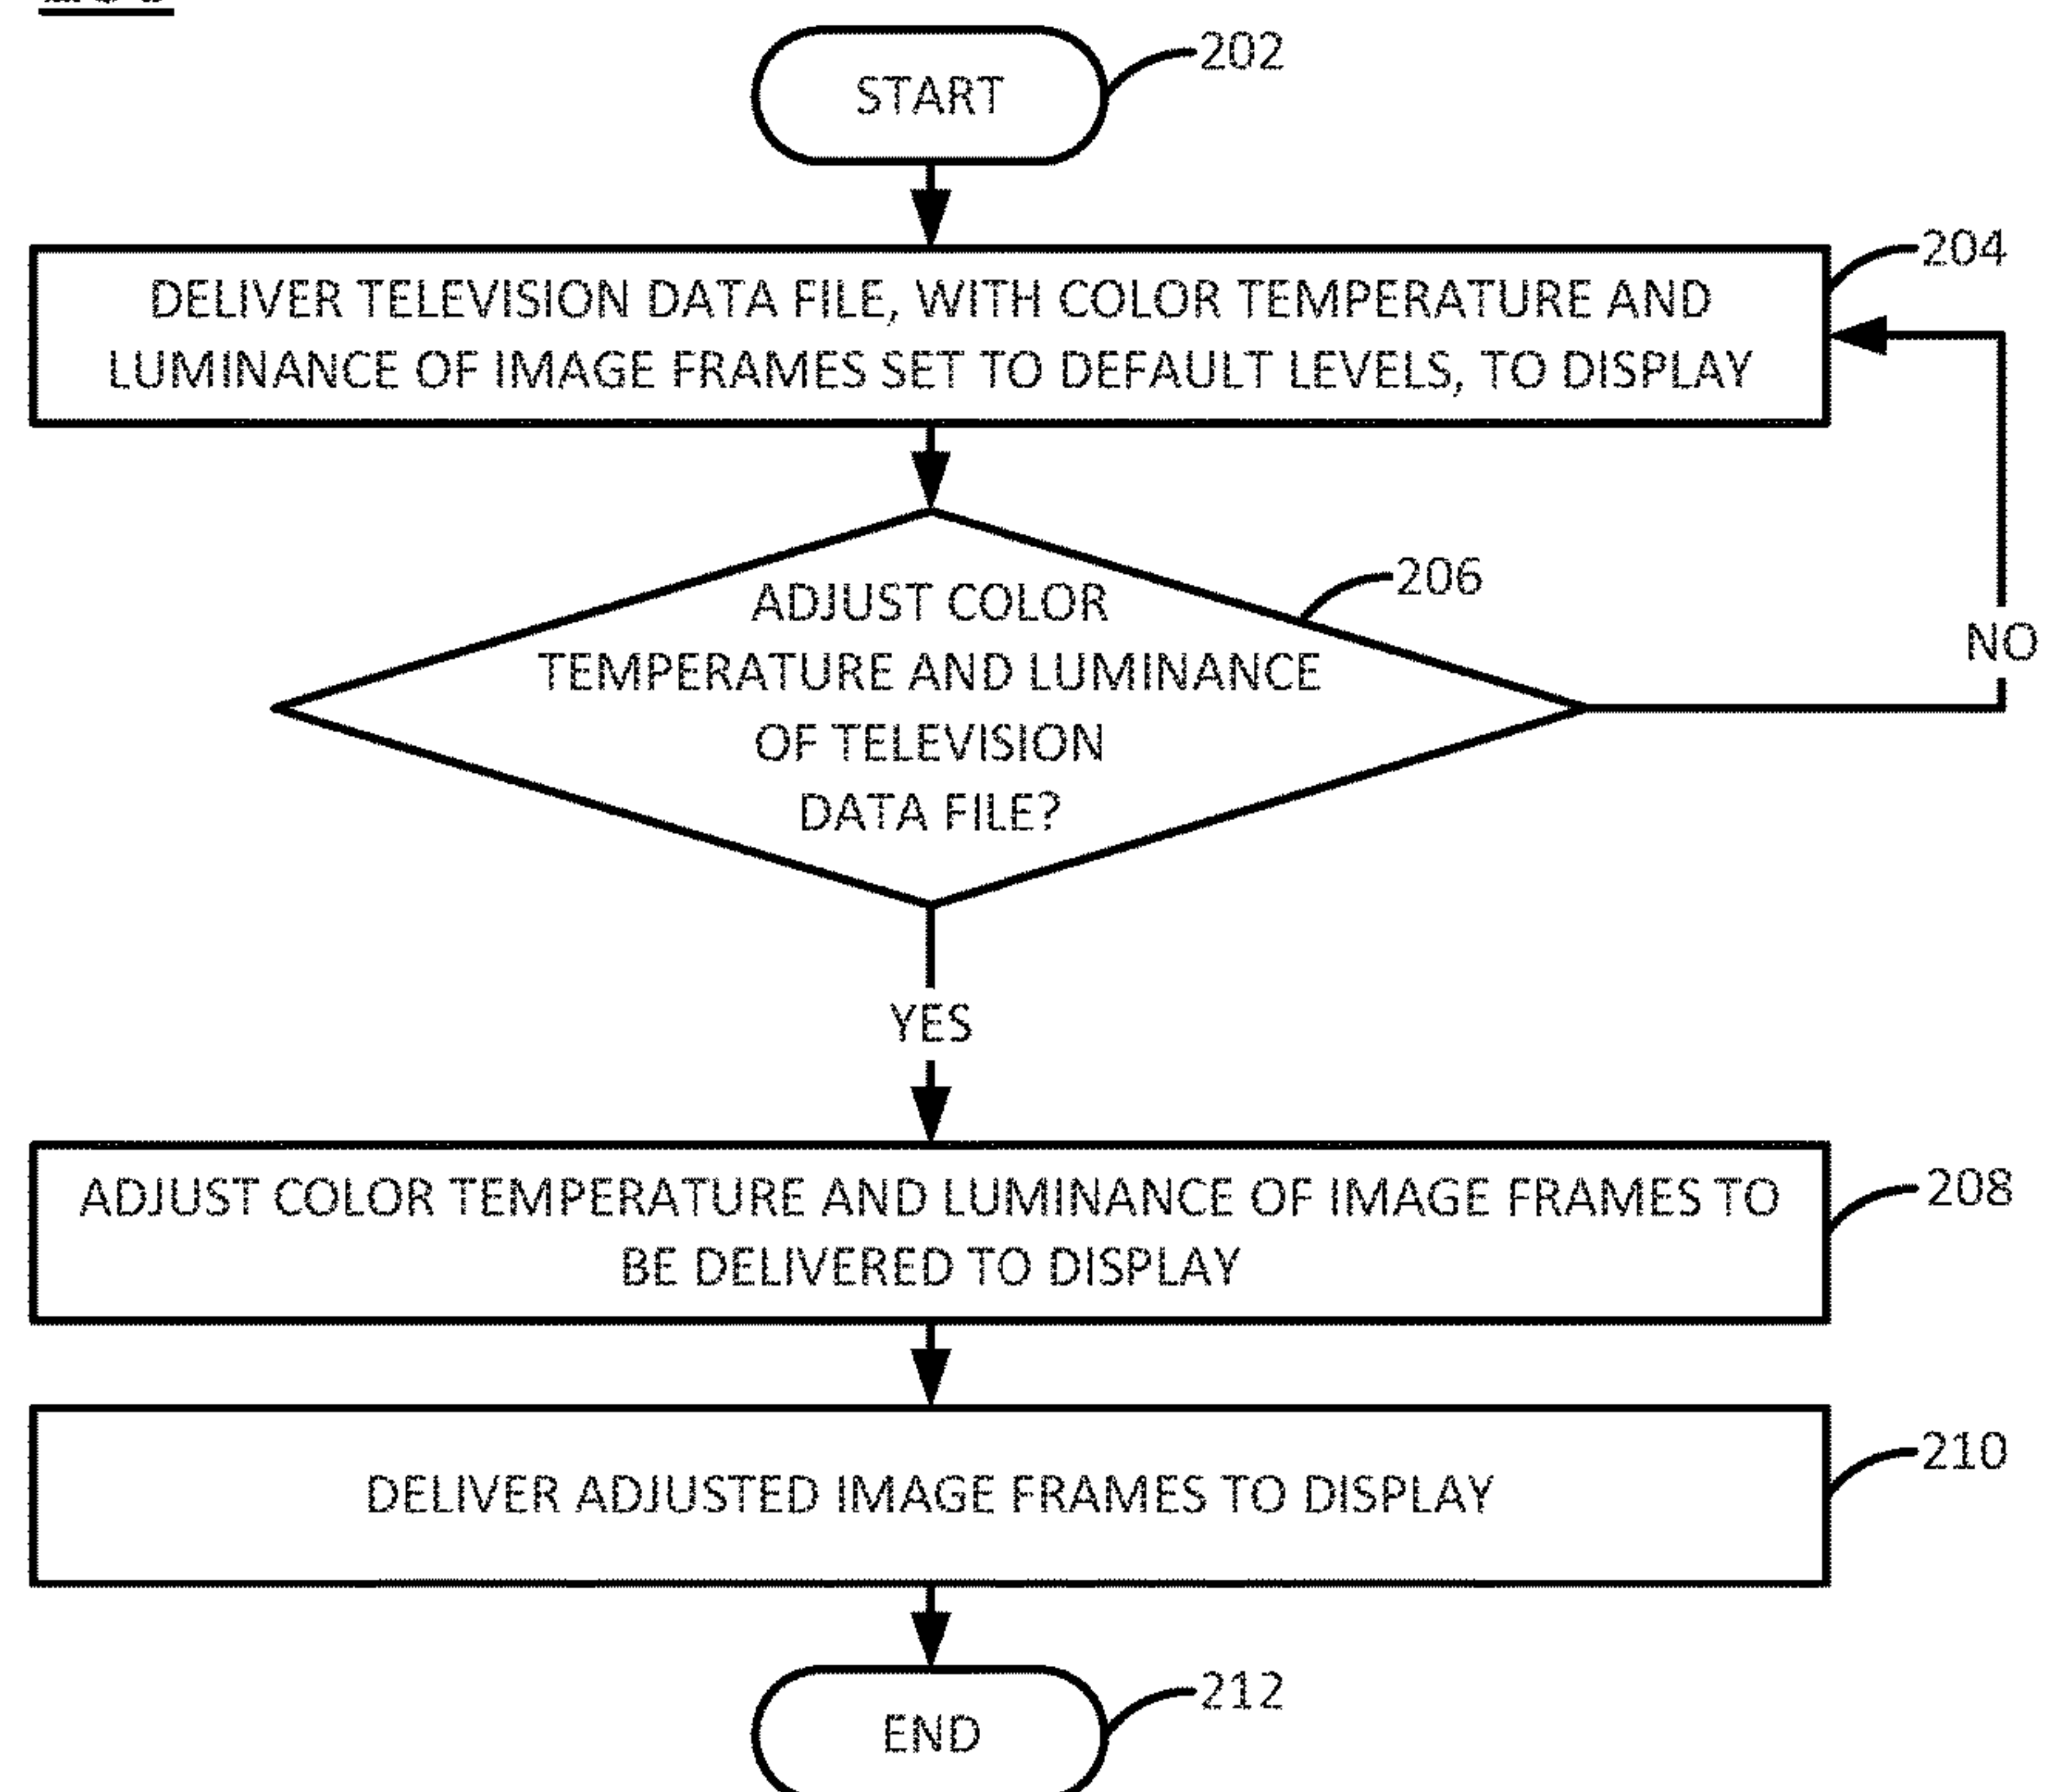 START
202
DELIVER TELEVISION DATA FILE, WITH COLOR TEMPERATURE AND
LUMINANCE OF IMAGE FRAMES SET TO DEFAULT LEVELS, TO DISPLAY
204
ADJUST COLOR
TEMPERATURE AND LUMINANCE
OF TELEVISION
DATA FILE?
206
NO
YES
ADJUST COLOR TEMPERATURE AND LUMINANCE OF IMAGE FRAMES TO
BE DELIVERED TO DISPLAY
208
DELIVER ADJUSTED IMAGE FRAMES TO DISPLAY
210
END
212